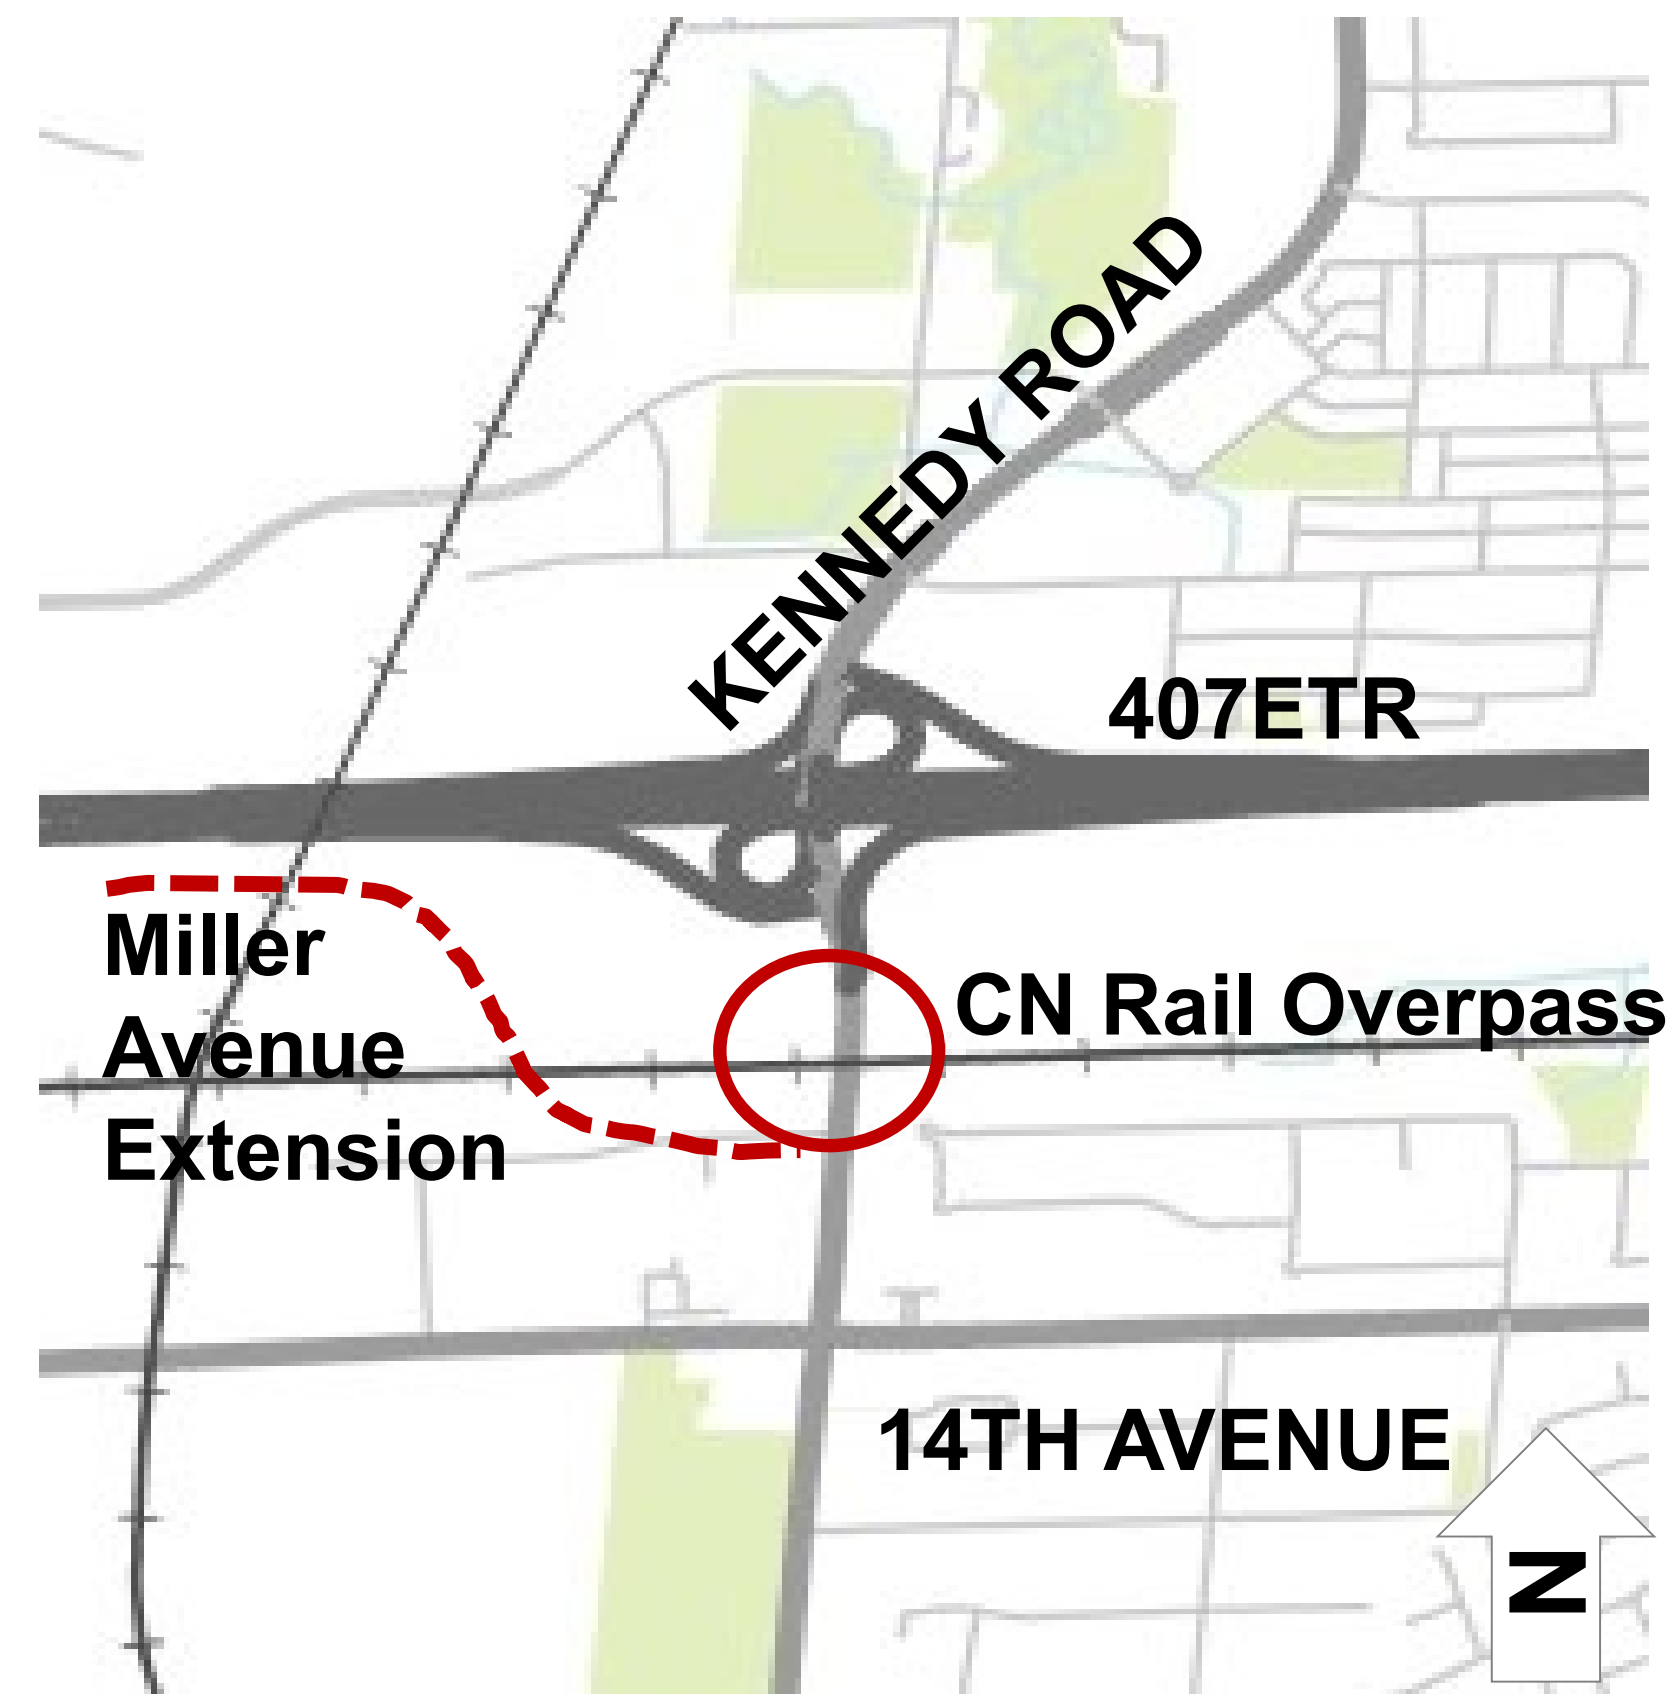 KENNEDY ROAD
407ETR
Miller
Avenue
Extension
CN Rail Overpass
14TH AVENUE
N